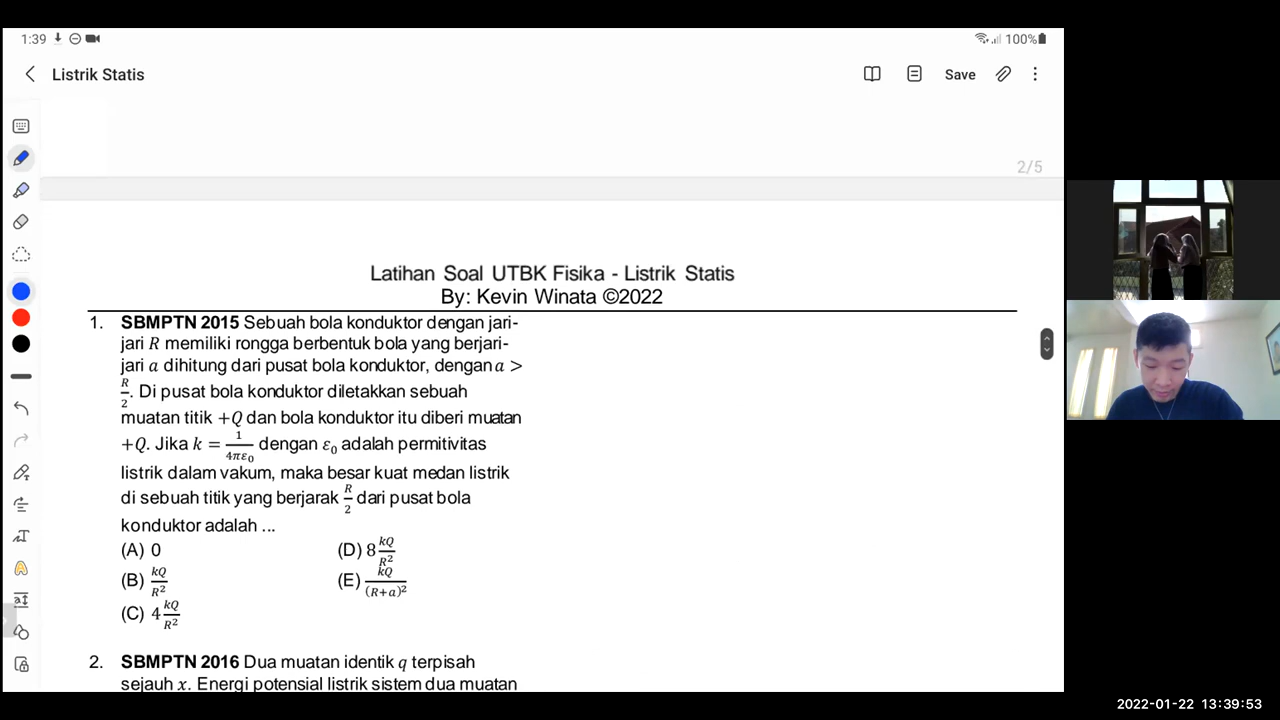 1:39
100%
Listrik Statis
Save
2/5
Latihan Soal UTBK Fisika - Listrik Statis
By: Kevin Winata ©2022
1. SBMPTN 2015 Sebuah bola konduktor dengan jari-
jari R memiliki rongga berbentuk bola yang berjari-
jari a dihitung dari pusat bola konduktor, dengan a >
R/2. Di pusat bola konduktor diletakkan sebuah
muatan titik +Q dan bola konduktor itu diberi muatan
+Q. Jika k = 1/4πε₀ dengan ε₀ adalah permitivitas
listrik dalam vakum, maka besar kuat medan listrik
di sebuah titik yang berjarak R/2 dari pusat bola
konduktor adalah ...
(A) 0
(B) kQ/R²
(C) 4 kQ/R²
(D) 8 kQ/R²
(E) kQ/(R+a)²
2. SBMPTN 2016 Dua muatan identik q terpisah
sejauh x. Energi potensial listrik sistem dua muatan
2022-01-22 13:39:53